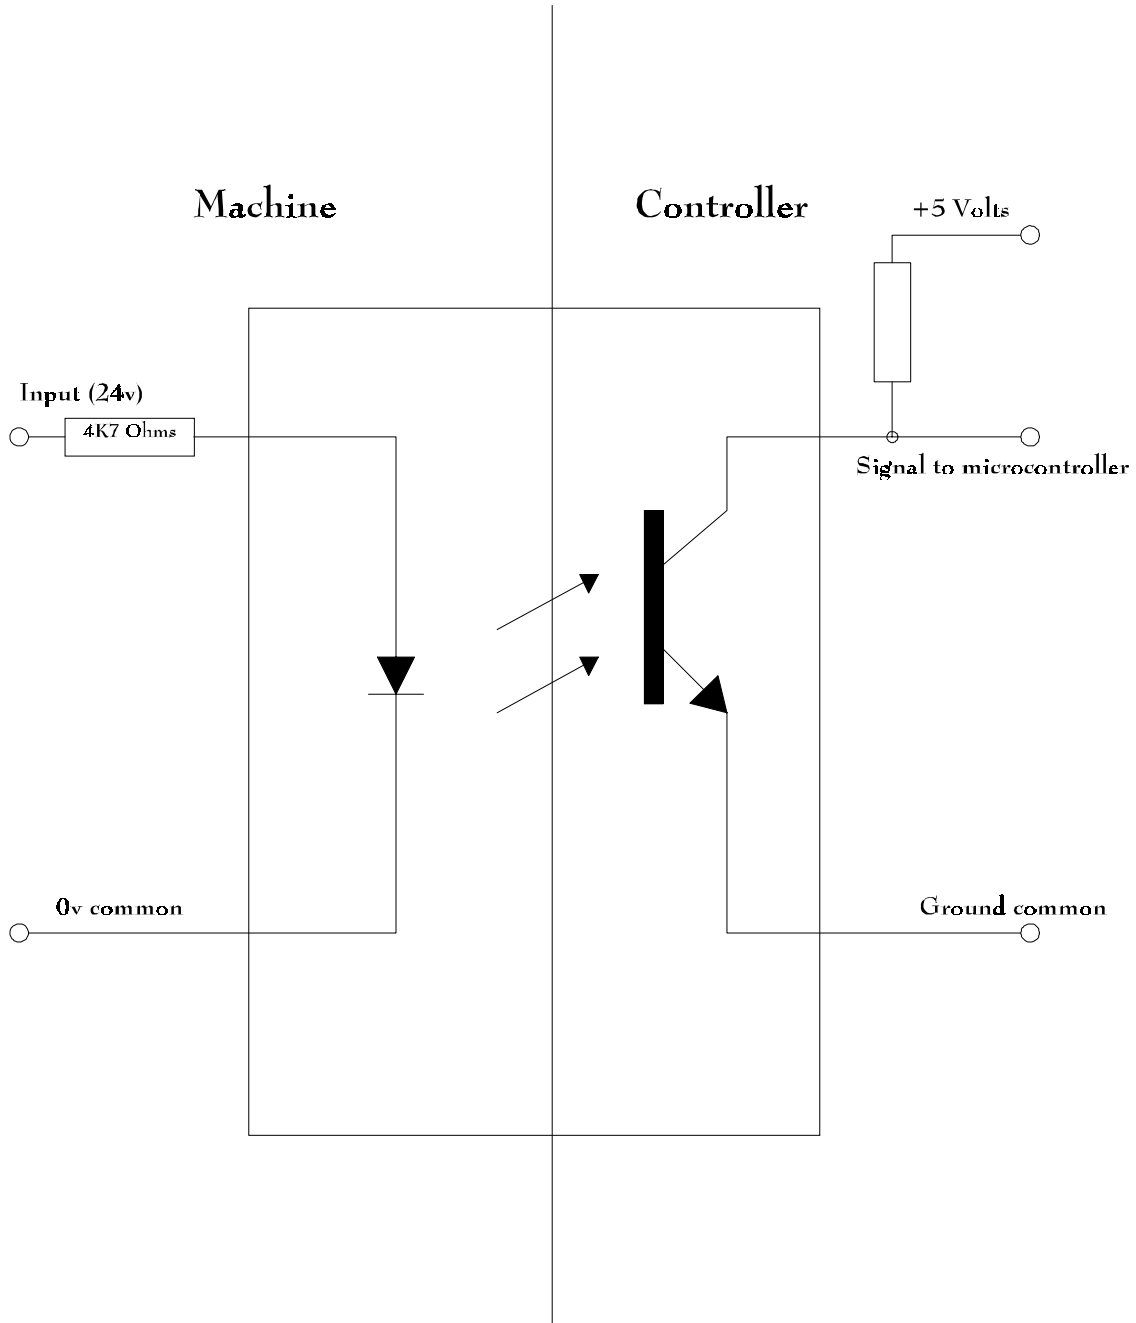 Machine
Controller
+5 Volts
Input (24v)
4K7 Ohms
Signal to microcontroller
0v common
Ground common